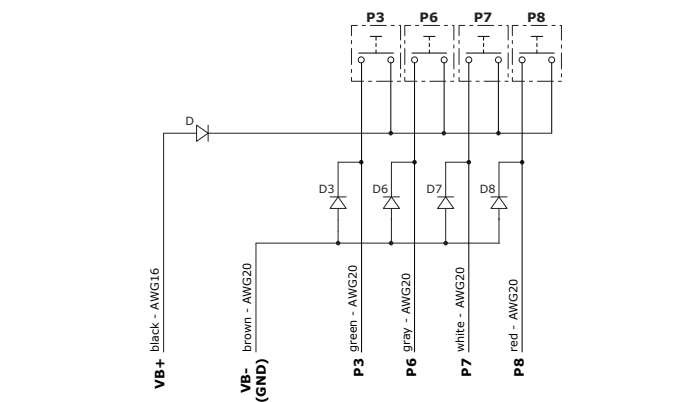 P3 P6 P7 P8
D
D3 D6 D7 D8
black - AWG16
brown - AWG20
green - AWG20
gray - AWG20
white - AWG20
red - AWG20
VB+
VB-
(GND)
P3
P6
P7
P8